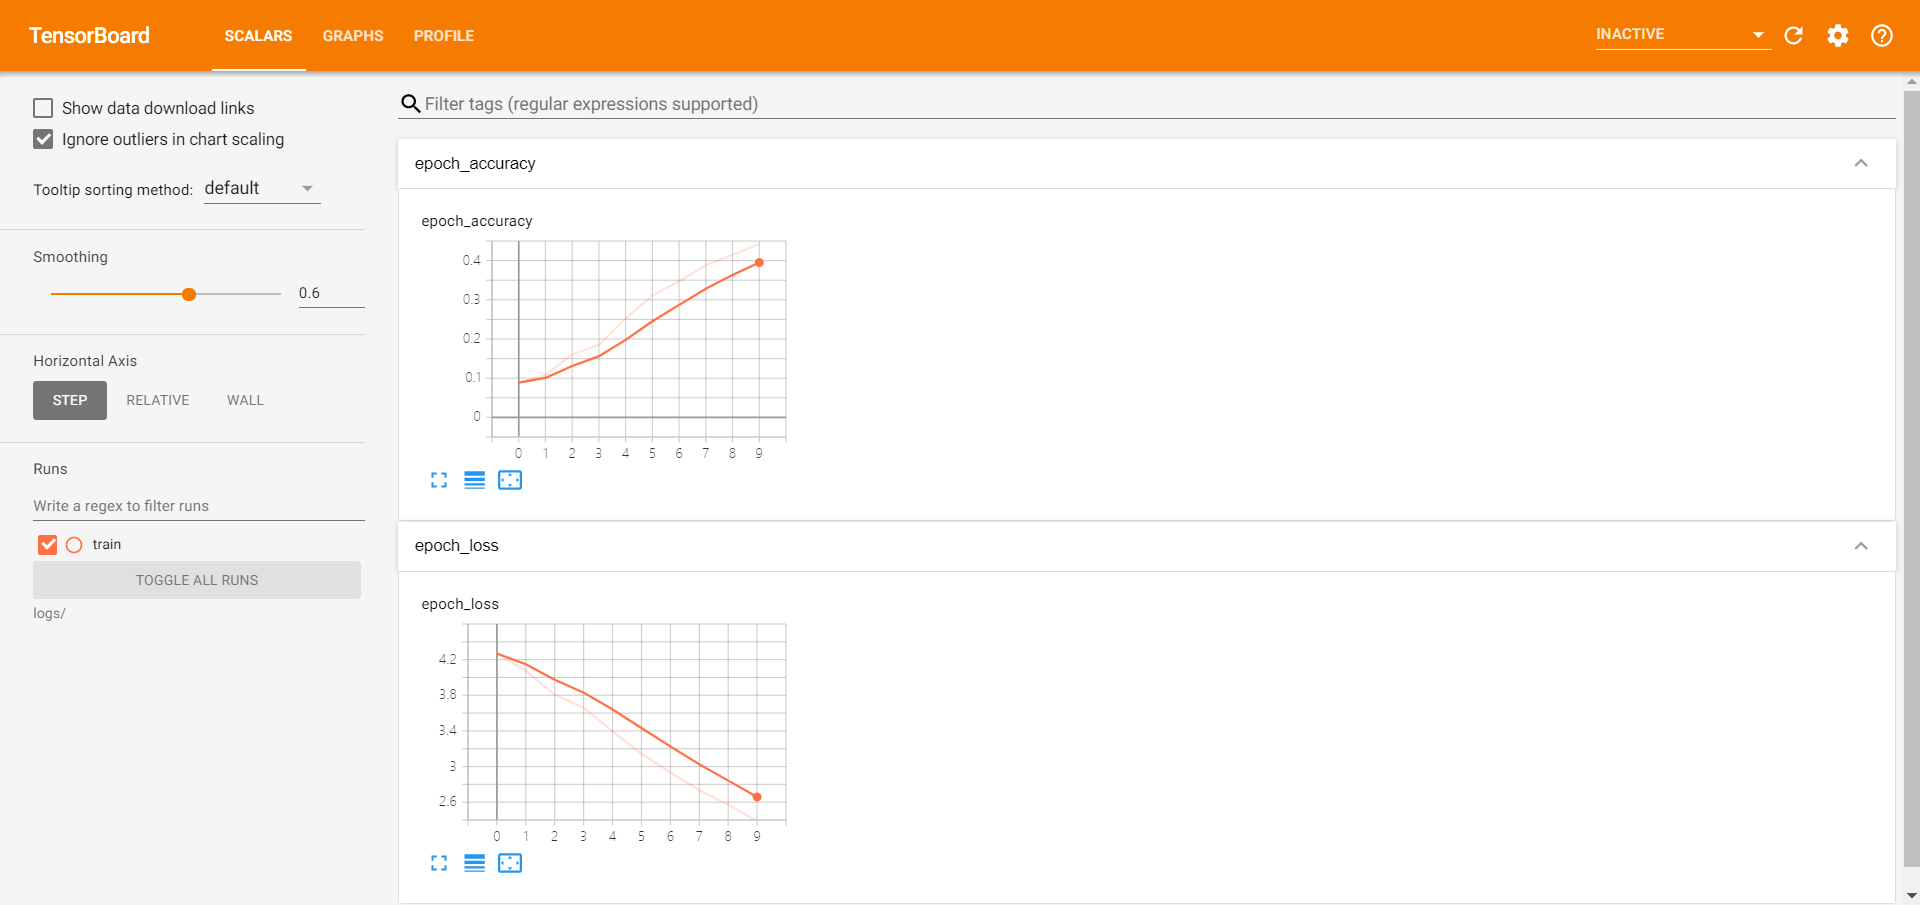 TensorBoard
SCALARS GRAPHS PROFILE
INACTIVE
Show data download links
Ignore outliers in chart scaling
Tooltip sorting method: default
Smoothing
0.6
Horizontal Axis
STEP RELATIVE WALL
Runs
Write a regex to filter runs
train
TOGGLE ALL RUNS
logs/
Filter tags (regular expressions supported)
epoch_accuracy
epoch_accuracy
0.4
0.3
0.2
0.1
0
0 1 2 3 4 5 6 7 8 9
epoch_loss
epoch_loss
4.2
3.8
3.4
3
2.6
0 1 2 3 4 5 6 7 8 9